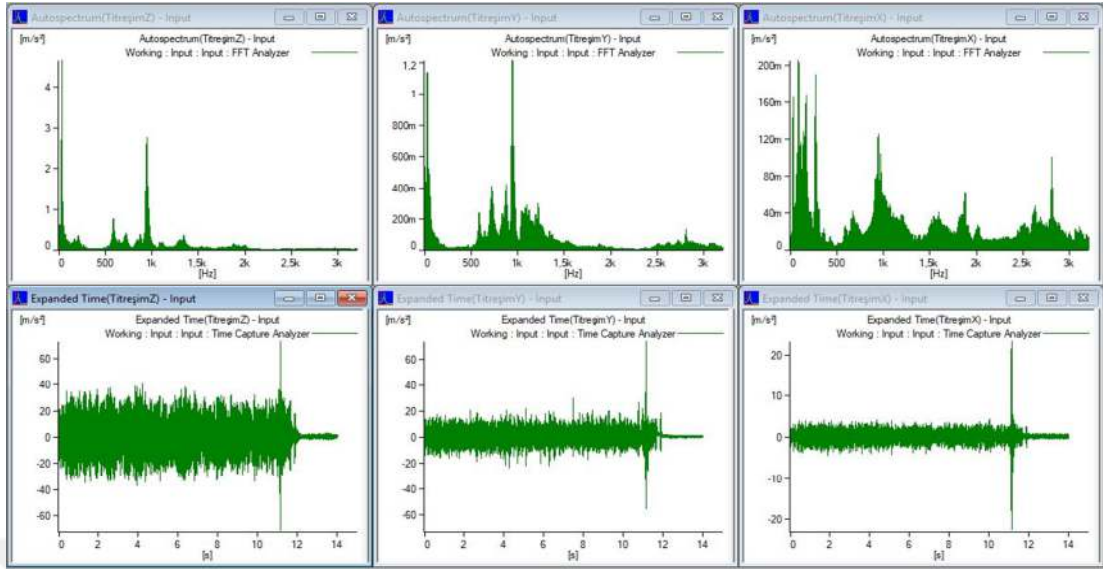 Autospectrum(TitreşimZ) - Input
[m/s²]
Autospectrum(TitreşimZ) - Input
Working : Input : Input : FFT Analyzer
4
3
2
1
0
0
500
1k
1,5k
2k
2,5k
3k
[Hz]
Autospectrum(TitreşimY) - Input
[m/s²]
Autospectrum(TitreşimY) - Input
Working : Input : Input : FFT Analyzer
1,2
1
800m
600m
400m
200m
0
0
500
1k
1,5k
2k
2,5k
3k
[Hz]
Autospectrum(TitreşimX) - Input
[m/s²]
Autospectrum(TitreşimX) - Input
Working : Input : Input : FFT Analyzer
200m
160m
120m
80m
40m
0
0
500
1k
1,5k
2k
2,5k
3k
[Hz]
Expanded Time(TitreşimZ) - Input
[m/s²]
Expanded Time(TitreşimZ) - Input
Working : Input : Input : Time Capture Analyzer
60
40
20
0
-20
-40
-60
0
2
4
6
8
10
12
14
[s]
Expanded Time(TitreşimY) - Input
[m/s²]
Expanded Time(TitreşimY) - Input
Working : Input : Input : Time Capture Analyzer
60
40
20
0
-20
-40
-60
0
2
4
6
8
10
12
14
[s]
Expanded Time(TitreşimX) - Input
[m/s²]
Expanded Time(TitreşimX) - Input
Working : Input : Input : Time Capture Analyzer
20
10
0
-10
-20
0
2
4
6
8
10
12
14
[s]